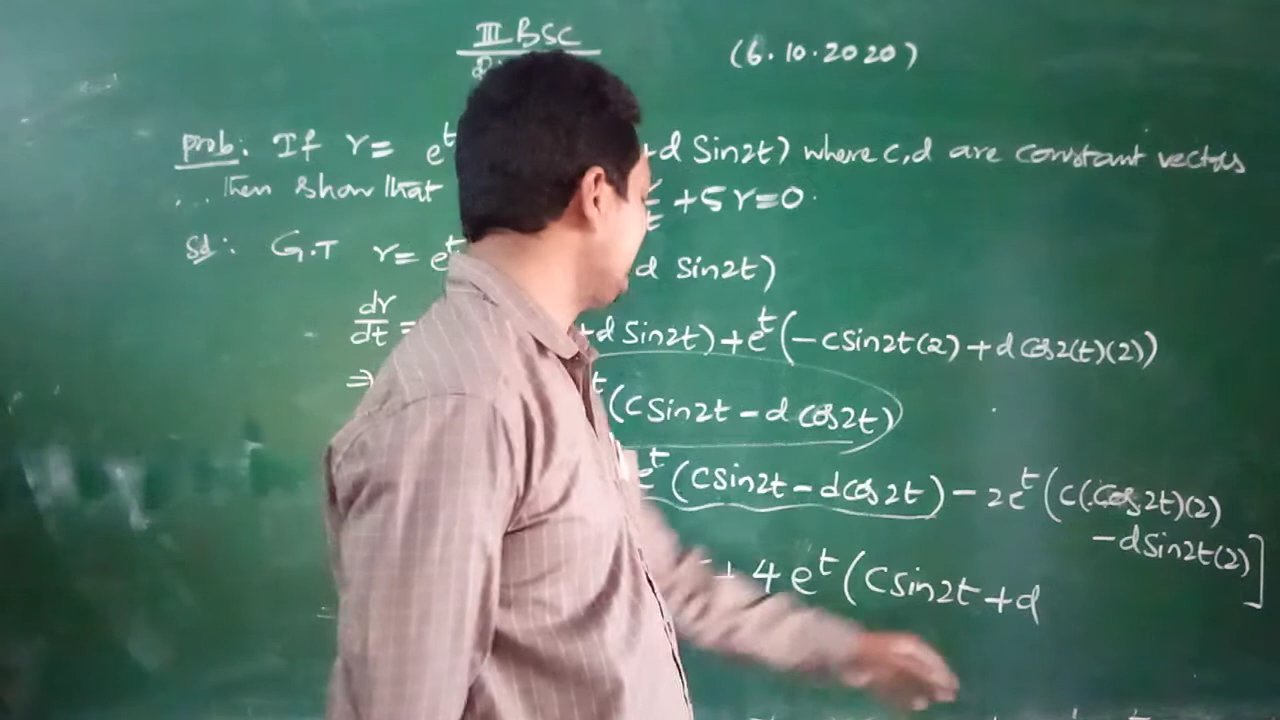 III BSC
(6.10.2020)
prob: If r = e^t +d Sin2t) where c,d are constant vectors
... then show that +5r=0.
Sol: G.T r = e^t d Sin2t)
dr/dt = +d Sin2t) + e^t (-c sin2t(2) + d cos2(t)(2))
⇒ ^t (c Sin2t - d cos2t)
e^t (c sin2t - d cos2t) - 2e^t (c(cos2t)(2)
- d sin2t(2)]
= + 4e^t (c sin2t + d